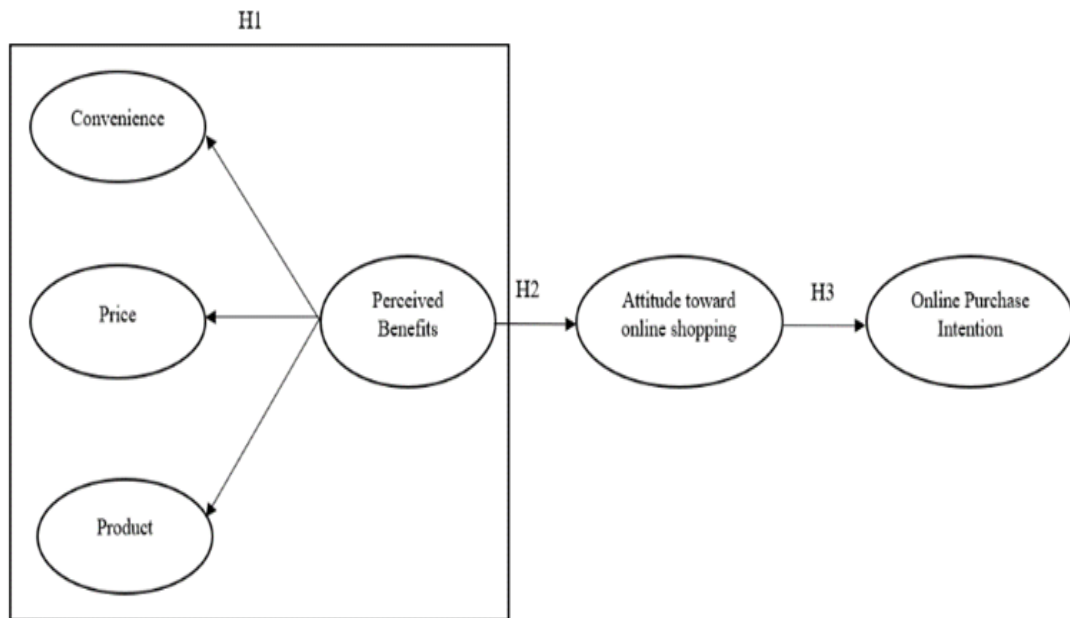 H1
Convenience
Price
Product
Perceived
Benefits
H2
Attitude toward
online shopping
H3
Online Purchase
Intention